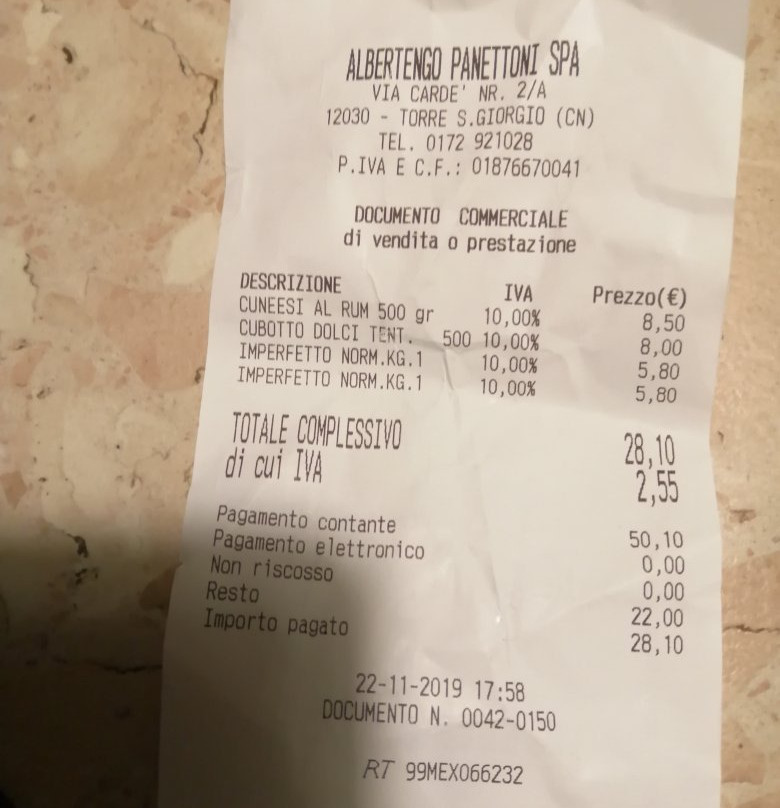 ALBERTENGO PANETTONI SPA
VIA CARDE' NR. 2/A
12030 - TORRE S.GIORGIO (CN)
TEL. 0172 921028
P.IVA E C.F.: 01876670041
DOCUMENTO COMMERCIALE
di vendita o prestazione
DESCRIZIONE IVA Prezzo(€)
CUNEESI AL RUM 500 gr 10,00% 8,50
CUBOTTO DOLCI TENT. 500 10,00% 8,00
IMPERFETTO NORM.KG.1 10,00% 5,80
IMPERFETTO NORM.KG.1 10,00% 5,80
TOTALE COMPLESSIVO 28,10
di cui IVA 2,55
Pagamento contante 50,10
Pagamento elettronico 0,00
Non riscosso 0,00
Resto 22,00
Importo pagato 28,10
22-11-2019 17:58
DOCUMENTO N. 0042-0150
RT 99MEX066232